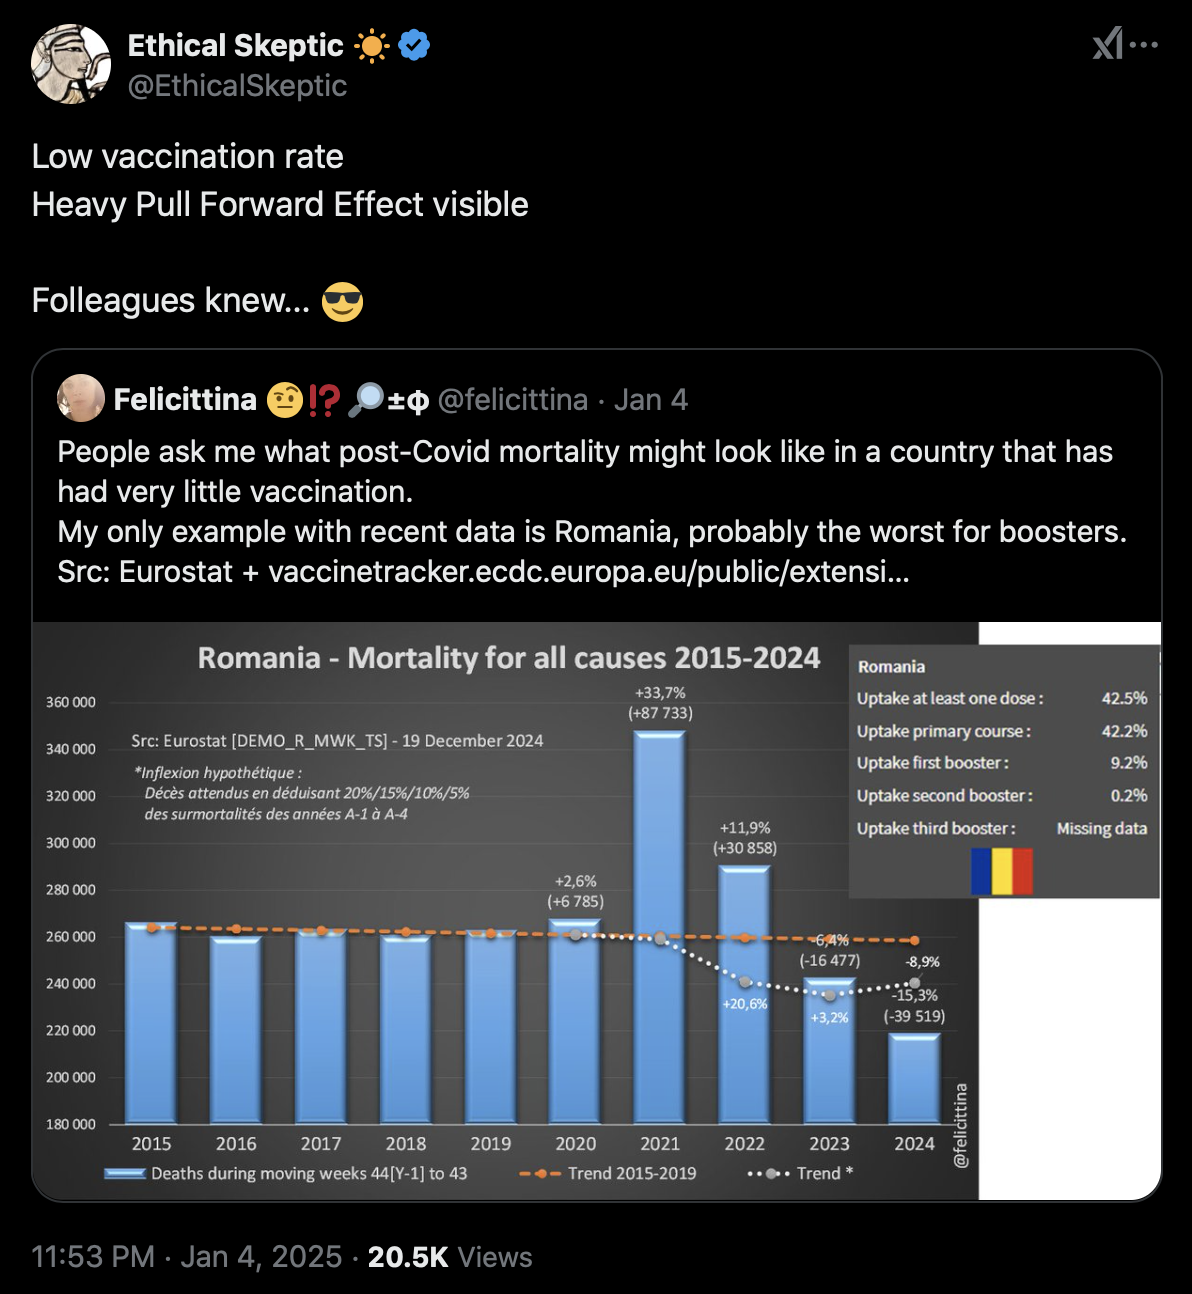 Ethical Skeptic
@EthicalSkeptic
Low vaccination rate
Heavy Pull Forward Effect visible
Folleagues knew... 😎
Felicittina 🤨⁉️🔎±ф @felicittina · Jan 4
People ask me what post-Covid mortality might look like in a country that has
had very little vaccination.
My only example with recent data is Romania, probably the worst for boosters.
Src: Eurostat + vaccinetracker.ecdc.europa.eu/public/extensi...
Romania - Mortality for all causes 2015-2024
360 000
340 000
320 000
300 000
280 000
260 000
240 000
220 000
200 000
180 000
Src: Eurostat [DEMO_R_MWK_TS] - 19 December 2024
*Inflexion hypothétique :
Décès attendus en déduisant 20%/15%/10%/5%
des surmortalités des années A-1 à A-4
+2,6%
(+6 785)
+33,7%
(+87 733)
+11,9%
(+30 858)
+20,6%
-6,4%
(-16 477)
+3,2%
-8,9%
-15,3%
(-39 519)
2015 2016 2017 2018 2019 2020 2021 2022 2023 2024
Deaths during moving weeks 44[Y-1] to 43
Trend 2015-2019
Trend *
@felicittina
Romania
Uptake at least one dose : 42.5%
Uptake primary course : 42.2%
Uptake first booster : 9.2%
Uptake second booster : 0.2%
Uptake third booster : Missing data
11:53 PM · Jan 4, 2025 · 20.5K Views